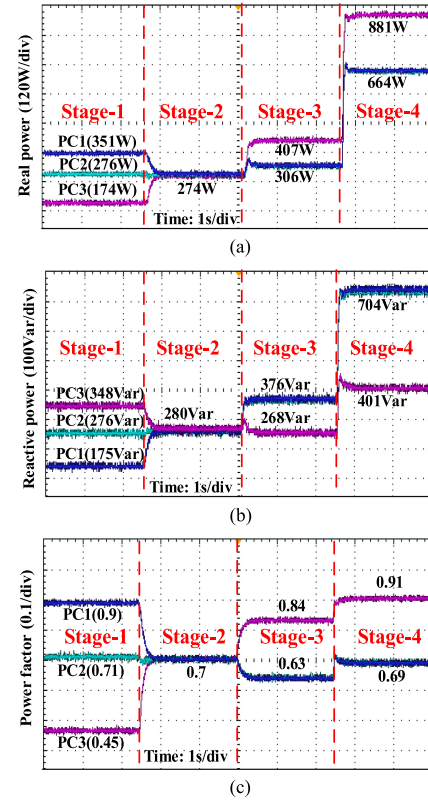 Real power (120W/div)
Stage-1
Stage-2
Stage-3
Stage-4
881W
664W
PC1(351W)
PC2(276W)
PC3(174W)
274W
407W
306W
Time: 1s/div
(a)
Reactive power (100Var/div)
Stage-1
Stage-2
Stage-3
Stage-4
704Var
401Var
PC3(348Var)
PC2(276Var)
PC1(175Var)
280Var
376Var
268Var
Time: 1s/div
(b)
Power factor (0.1/div)
Stage-1
Stage-2
Stage-3
Stage-4
PC1(0.9)
PC2(0.71)
PC3(0.45)
0.7
0.84
0.63
0.91
0.69
Time: 1s/div
(c)